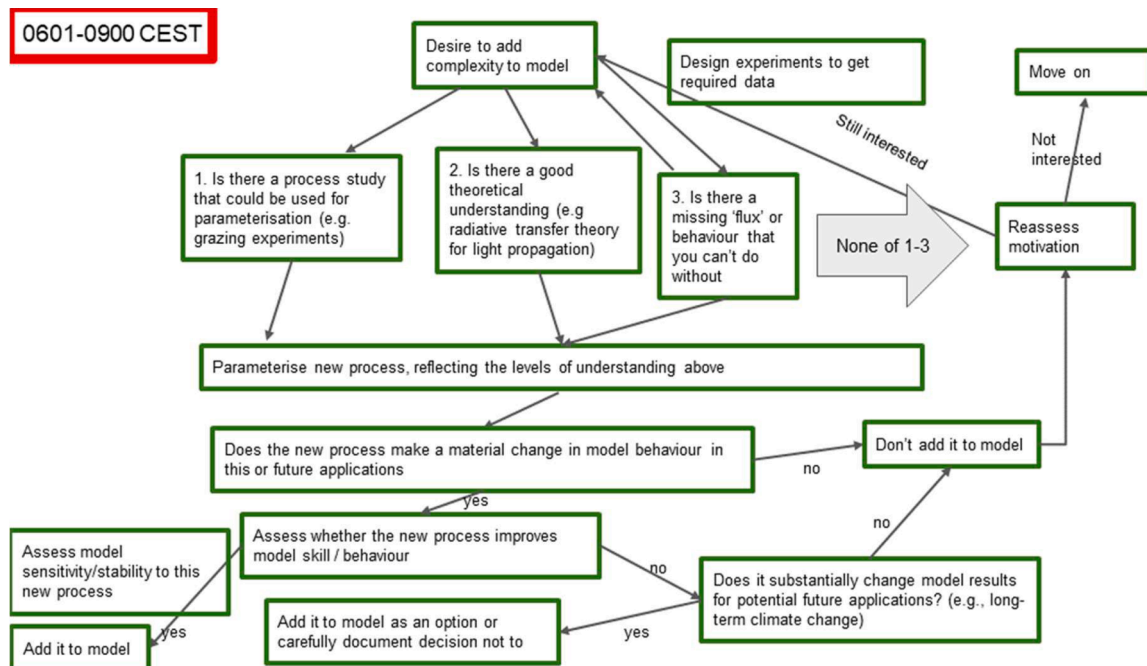 0601-0900 CEST
Desire to add
complexity to model
Design experiments to get
required data
Move on
Still interested
Not
interested
1. Is there a process study
that could be used for
parameterisation (e.g.
grazing experiments)
2. Is there a good
theoretical
understanding (e.g
radiative transfer theory
for light propagation)
3. Is there a
missing ‘flux’ or
behaviour that
you can’t do
without
None of 1-3
Reassess
motivation
Parameterise new process, reflecting the levels of understanding above
Does the new process make a material change in model behaviour in
this or future applications
no
Don’t add it to model
yes
no
Assess model
sensitivity/stability to this
new process
Assess whether the new process improves
model skill / behaviour
no
Does it substantially change model results
for potential future applications? (e.g., long-
term climate change)
Add it to model as an option or
carefully document decision not to
yes
yes
Add it to model